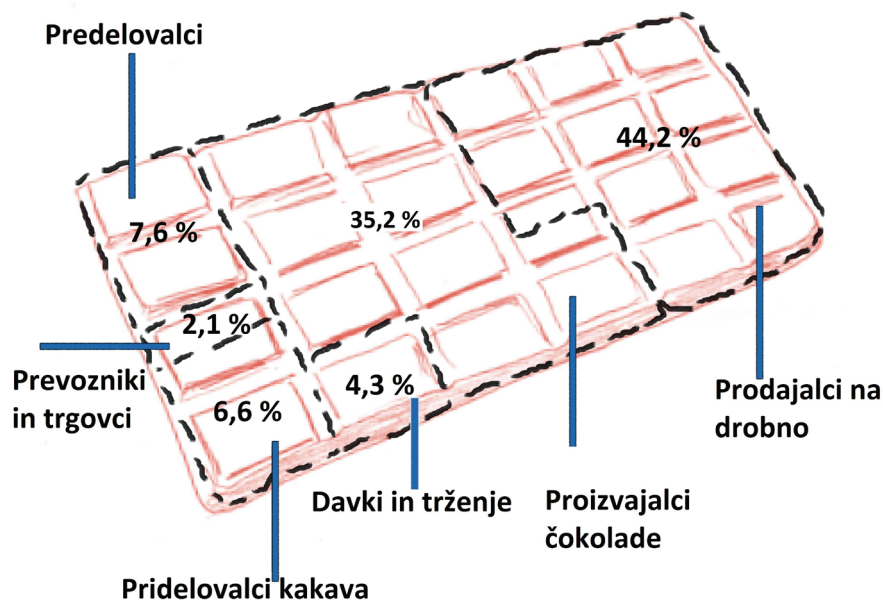 Predelovalci
44,2 %
35,2 %
7,6 %
2,1 %
Prevozniki
in trgovci
4,3 %
6,6 %
Prodajalci na
drobno
Davki in trženje
Proizvajalci
čokolade
Pridelovalci kakava